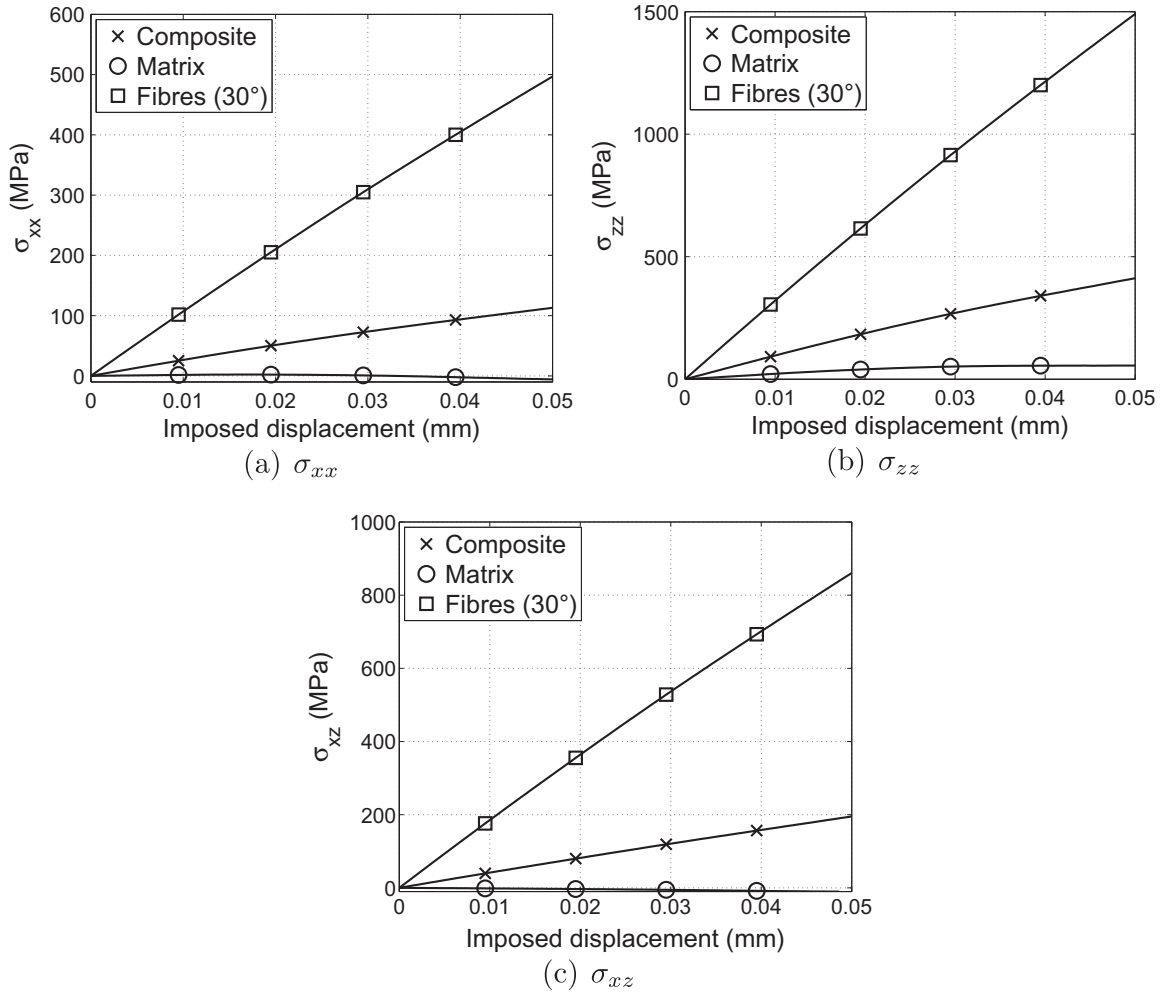 600
500
400
300
200
100
0
σxx (MPa)
Composite
Matrix
Fibres (30°)
0 0.01 0.02 0.03 0.04 0.05
Imposed displacement (mm)
(a) σxx
1500
1000
500
0
σzz (MPa)
Composite
Matrix
Fibres (30°)
0 0.01 0.02 0.03 0.04 0.05
Imposed displacement (mm)
(b) σzz
1000
800
600
400
200
0
σxz (MPa)
Composite
Matrix
Fibres (30°)
0 0.01 0.02 0.03 0.04 0.05
Imposed displacement (mm)
(c) σxz